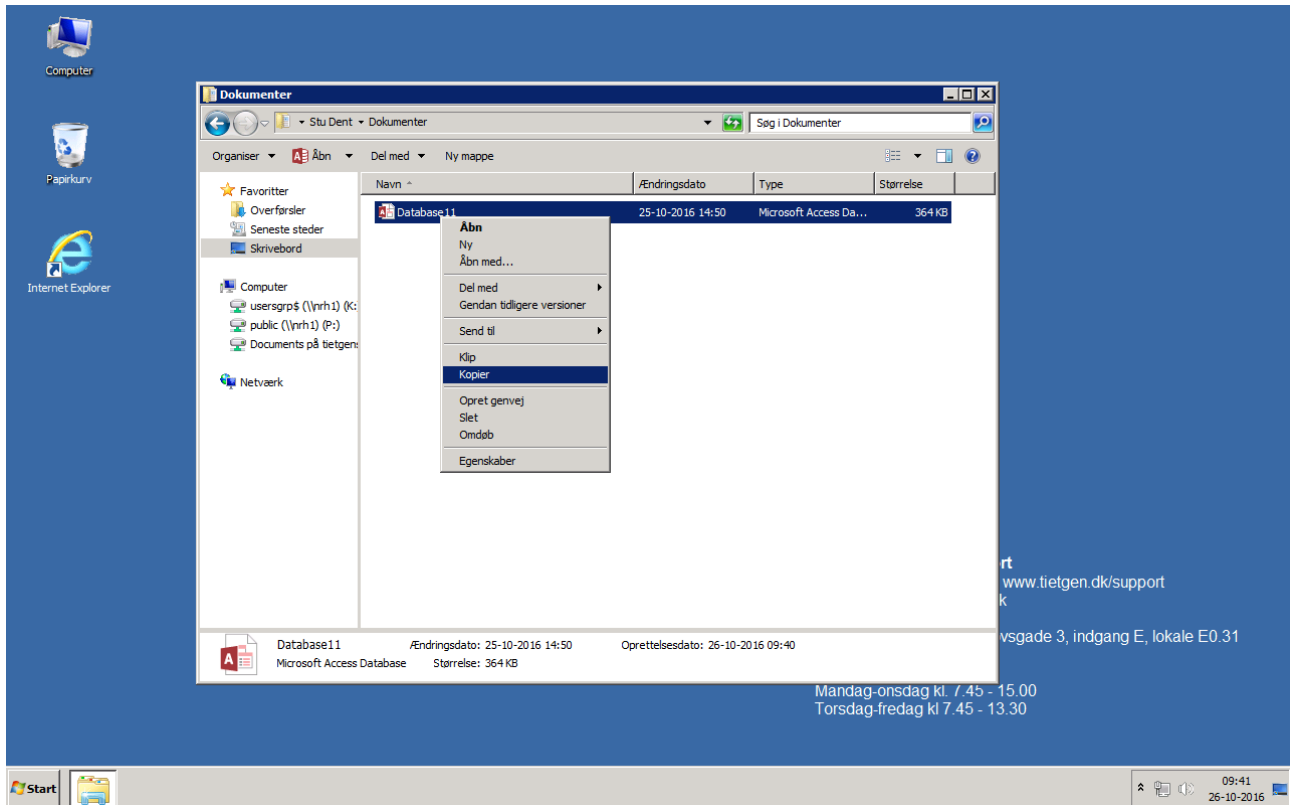 Computer
Papirkurv
Internet Explorer
Dokumenter
Stu Dent Dokumenter
Søg i Dokumenter
Organiser Åbn Del med Ny mappe
Favoritter
Overførsler
Seneste steder
Skrivebord
Computer
usersgrp$ (\\nrh1) (K:
public (\\nrh1) (P:)
Documents på tietgens
Netværk
Navn Ændringsdato Type Størrelse
Database11 25-10-2016 14:50 Microsoft Access Da... 364 KB
Åbn
Ny
Åbn med...
Del med
Gendan tidligere versioner
Send til
Klip
Kopier
Opret genvej
Slet
Omdøb
Egenskaber
Database11 Ændringsdato: 25-10-2016 14:50 Oprettelsesdato: 26-10-2016 09:40
Microsoft Access Database Størrelse: 364 KB
rt
www.tietgen.dk/support
k
vsgade 3, indgang E, lokale E0.31
Mandag-onsdag kl. 7.45 - 15.00
Torsdag-fredag kl 7.45 - 13.30
Start
09:41
26-10-2016